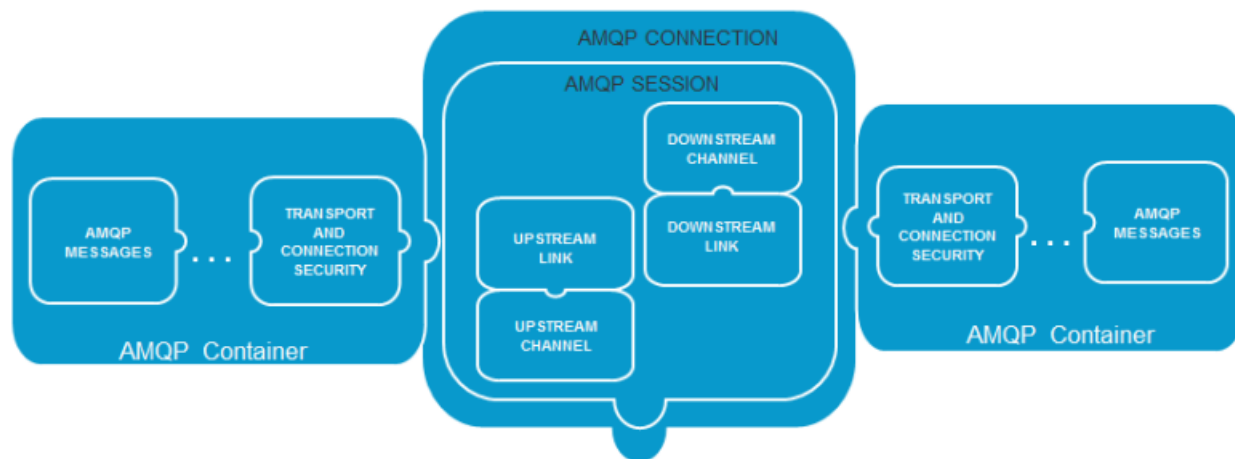 AMQP CONNECTION
AMQP SESSION
DOWNSTREAM
CHANNEL
DOWNSTREAM
LINK
UPSTREAM
LINK
UPSTREAM
CHANNEL
AMQP
MESSAGES
...
TRANSPORT
AND
CONNECTION
SECURITY
AMQP Container
TRANSPORT
AND
CONNECTION
SECURITY
...
AMQP
MESSAGES
AMQP Container